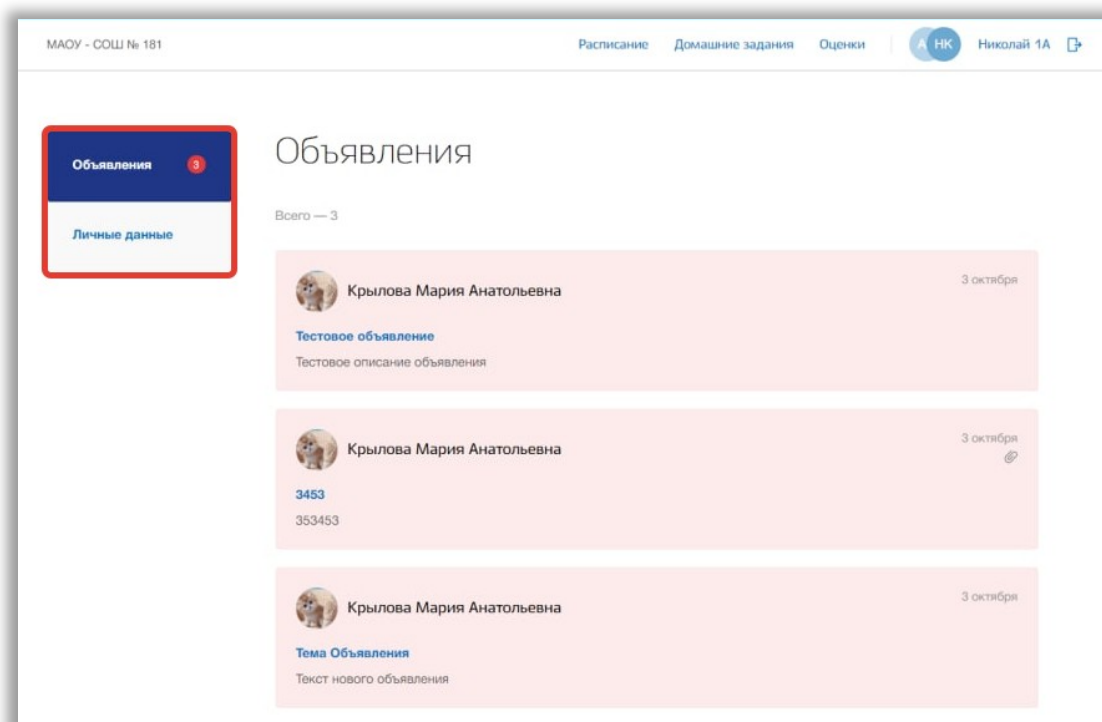 МАОУ - СОШ № 181
Расписание Домашние задания Оценки А НК Николай 1А
Объявления 3
Личные данные
Объявления
Всего — 3
Крылова Мария Анатольевна 3 октября
Тестовое объявление
Тестовое описание объявления
Крылова Мария Анатольевна 3 октября
3453
353453
Крылова Мария Анатольевна 3 октября
Тема Объявления
Текст нового объявления